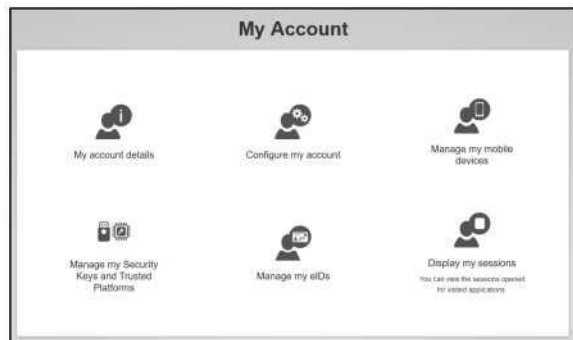 My Account
My account details
Configure my account
Manage my mobile
devices
Manage my Security
Keys and Trusted
Platforms
Manage my eIDs
Display my sessions
You can view the sessions opened
for visited applications